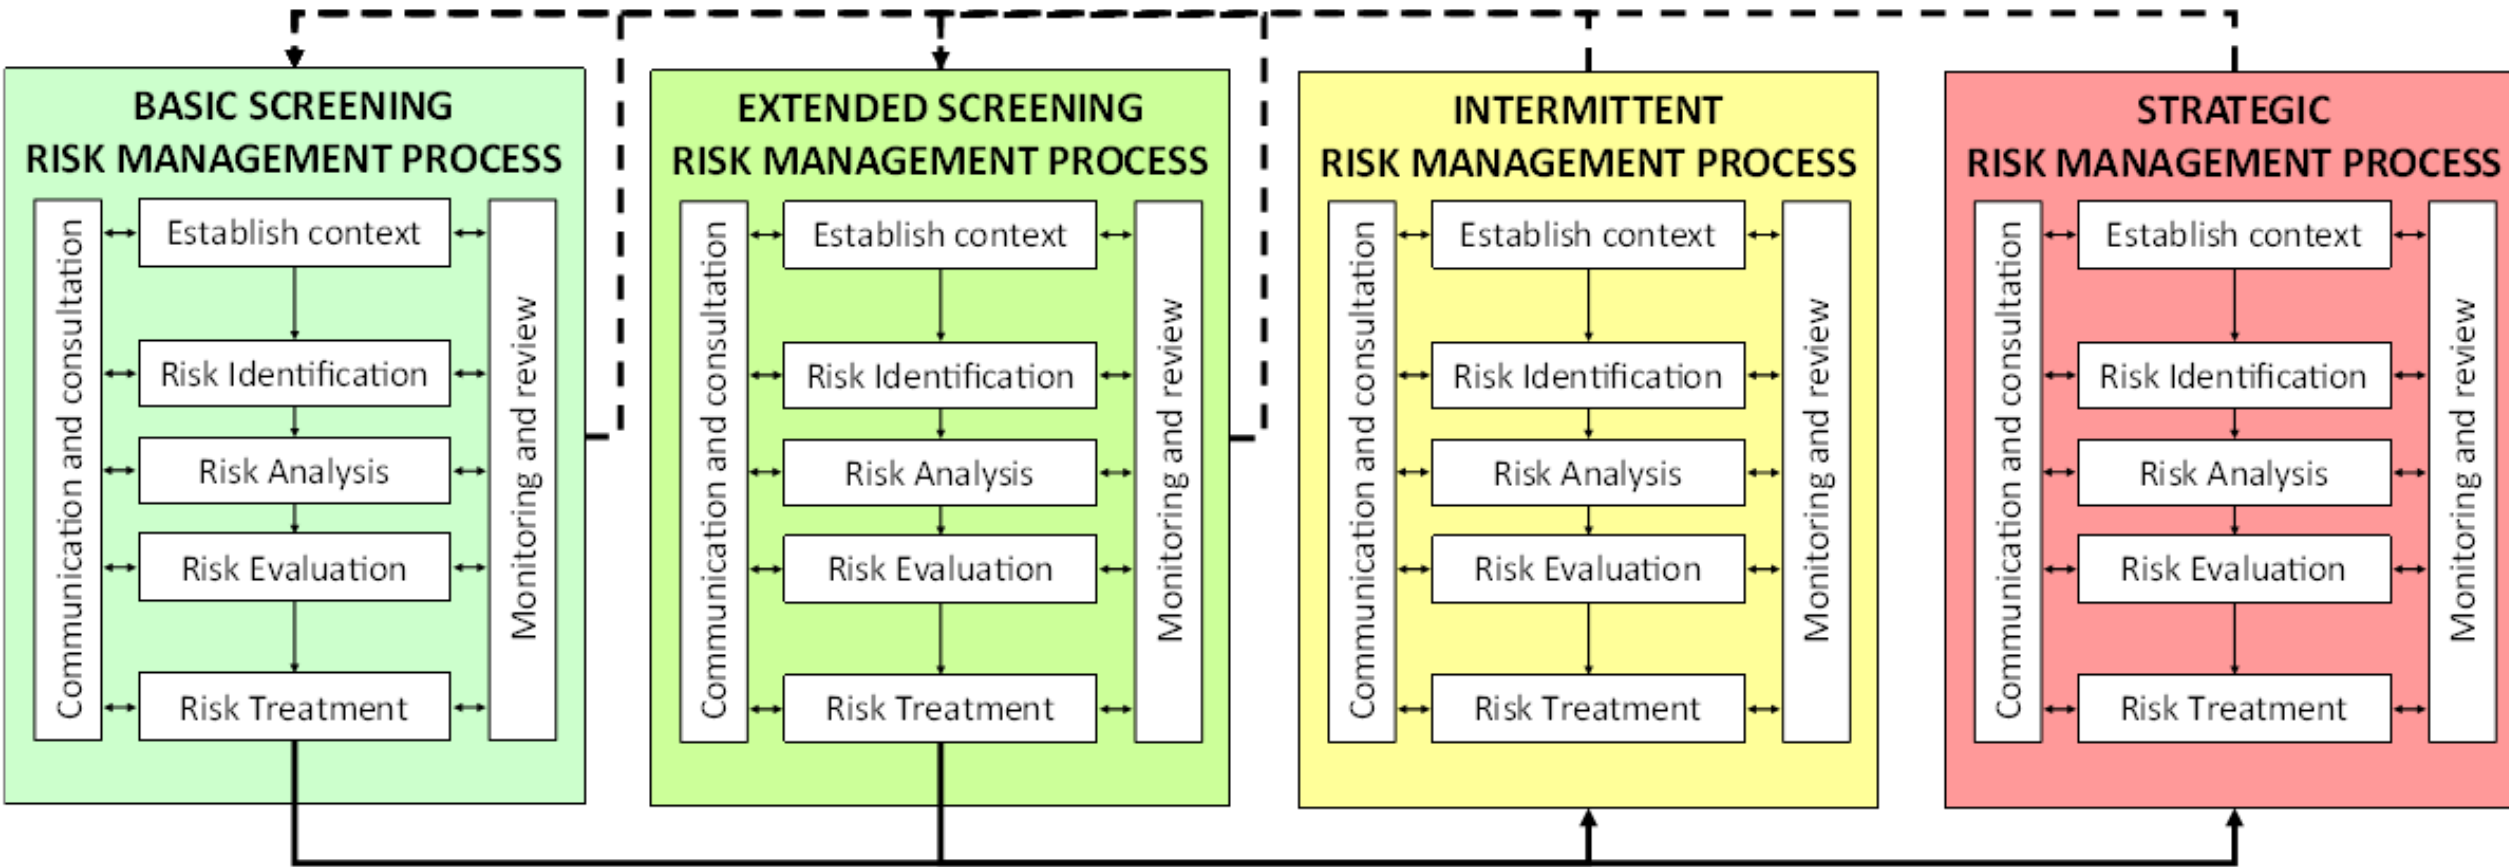 BASIC SCREENING
RISK MANAGEMENT PROCESS
Communication and consultation
Establish context
Risk Identification
Risk Analysis
Risk Evaluation
Risk Treatment
Monitoring and review
EXTENDED SCREENING
RISK MANAGEMENT PROCESS
Communication and consultation
Establish context
Risk Identification
Risk Analysis
Risk Evaluation
Risk Treatment
Monitoring and review
INTERMITTENT
RISK MANAGEMENT PROCESS
Communication and consultation
Establish context
Risk Identification
Risk Analysis
Risk Evaluation
Risk Treatment
Monitoring and review
STRATEGIC
RISK MANAGEMENT PROCESS
Communication and consultation
Establish context
Risk Identification
Risk Analysis
Risk Evaluation
Risk Treatment
Monitoring and review